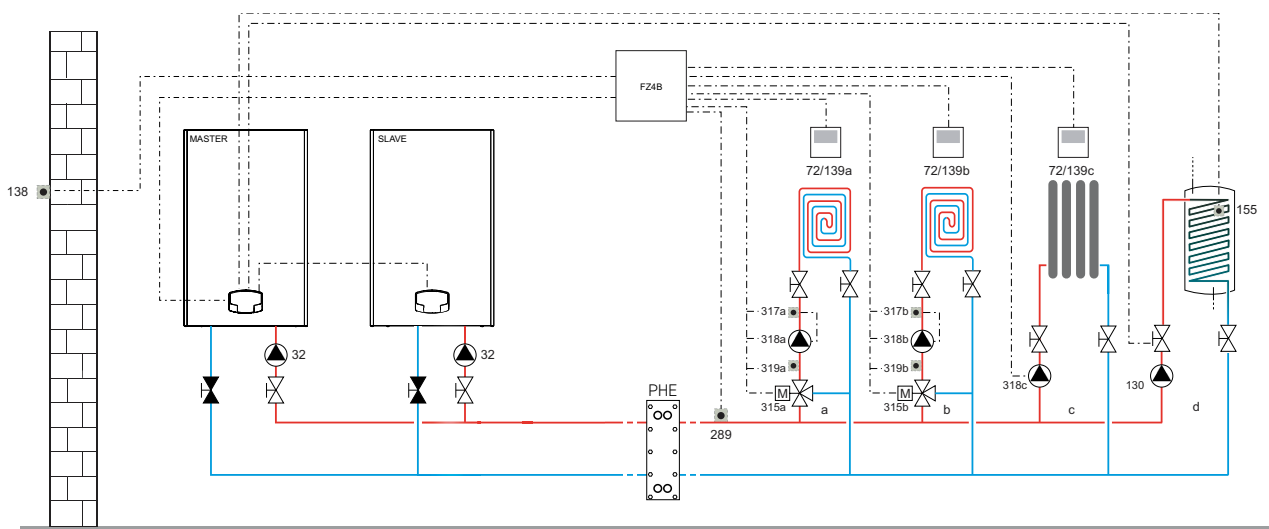 FZ4B
MASTER
SLAVE
138
72/139a
72/139b
72/139c
155
317a
317b
318a
318b
32
32
319a
319b
318c
130
M
M
PHE
315a
a
315b
b
c
d
289